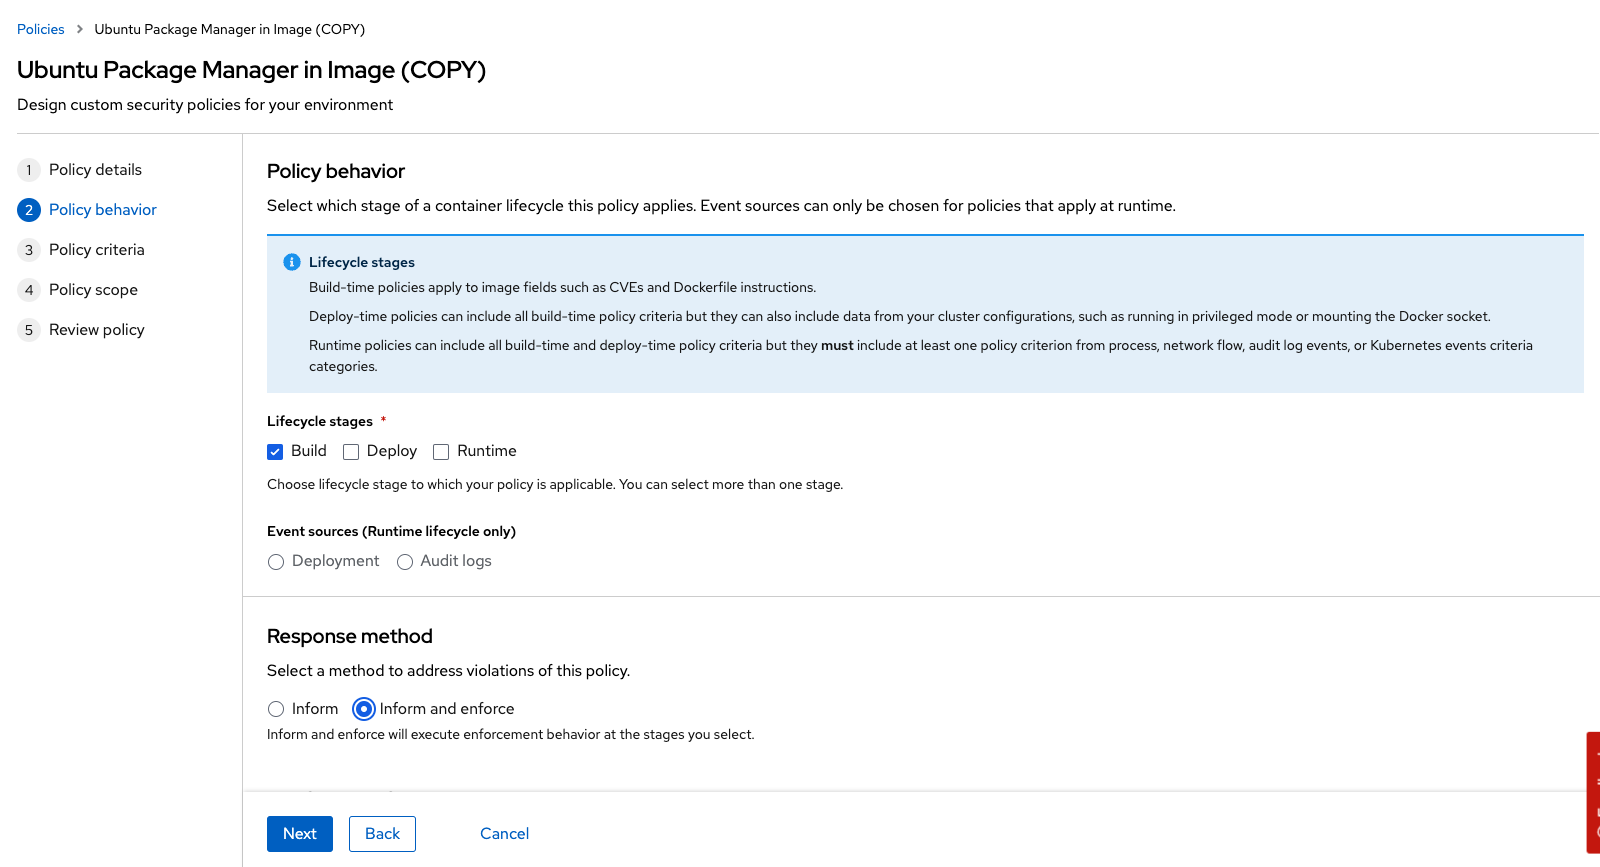 Policies > Ubuntu Package Manager in Image (COPY)
Ubuntu Package Manager in Image (COPY)
Design custom security policies for your environment
1 Policy details
2 Policy behavior
3 Policy criteria
4 Policy scope
5 Review policy
Policy behavior
Select which stage of a container lifecycle this policy applies. Event sources can only be chosen for policies that apply at runtime.
Lifecycle stages
Build-time policies apply to image fields such as CVEs and Dockerfile instructions.
Deploy-time policies can include all build-time policy criteria but they can also include data from your cluster configurations, such as running in privileged mode or mounting the Docker socket.
Runtime policies can include all build-time and deploy-time policy criteria but they must include at least one policy criterion from process, network flow, audit log events, or Kubernetes events criteria
categories.
Lifecycle stages *
Build Deploy Runtime
Choose lifecycle stage to which your policy is applicable. You can select more than one stage.
Event sources (Runtime lifecycle only)
Deployment Audit logs
Response method
Select a method to address violations of this policy.
Inform Inform and enforce
Inform and enforce will execute enforcement behavior at the stages you select.
Next Back Cancel